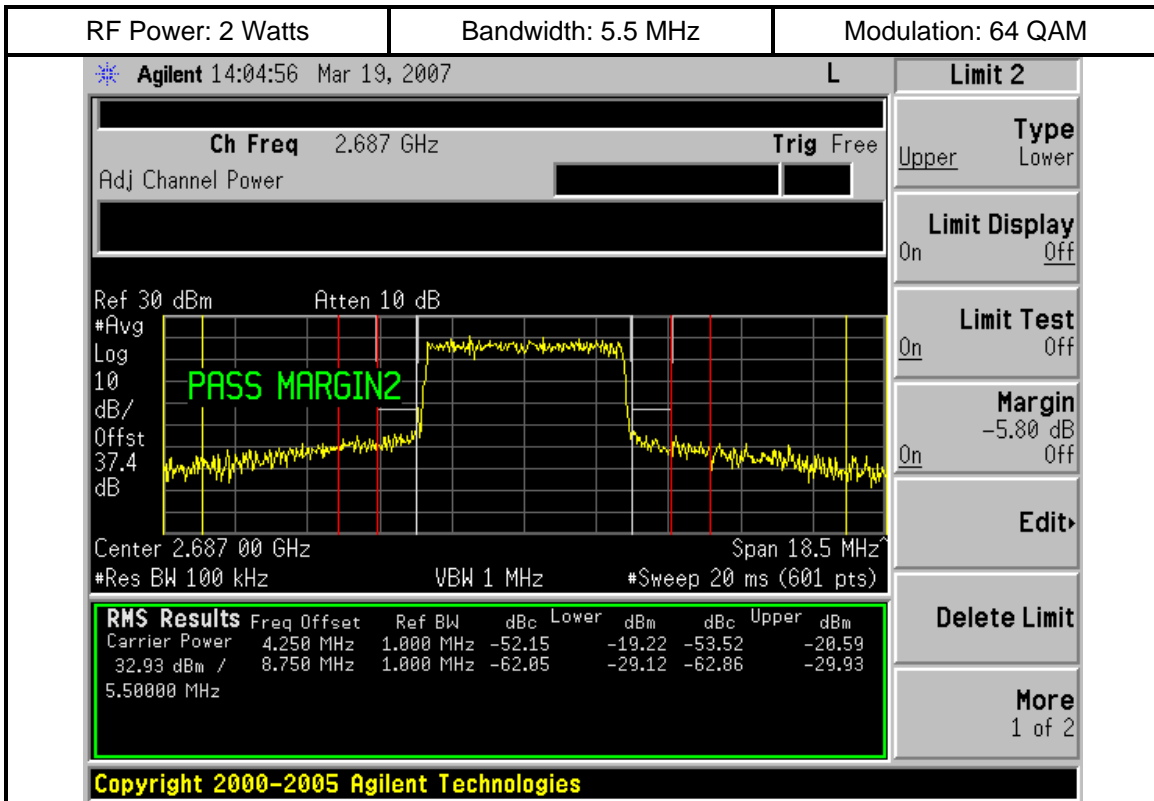 RF Power: 2 Watts Bandwidth: 5.5 MHz Modulation: 64 QAM
Agilent 14:04:56 Mar 19, 2007 L
Limit 2
Ch Freq 2.687 GHz Trig Free
Adj Channel Power
Type
Upper Lower
Limit Display
On Off
Ref 30 dBm Atten 10 dB
#Avg
Log
10
dB/
Offst
37.4
dB
PASS MARGIN2
Limit Test
On Off
Margin
-5.80 dB
On Off
Edit
Center 2.687 00 GHz Span 18.5 MHz^
#Res BW 100 kHz VBW 1 MHz #Sweep 20 ms (601 pts)
RMS Results Freq Offset Ref BW dBc Lower dBm dBc Upper dBm
Carrier Power 4.250 MHz 1.000 MHz -52.15 -19.22 -53.52 -20.59
32.93 dBm / 8.750 MHz 1.000 MHz -62.05 -29.12 -62.86 -29.93
5.50000 MHz
Delete Limit
More
1 of 2
Copyright 2000-2005 Agilent Technologies